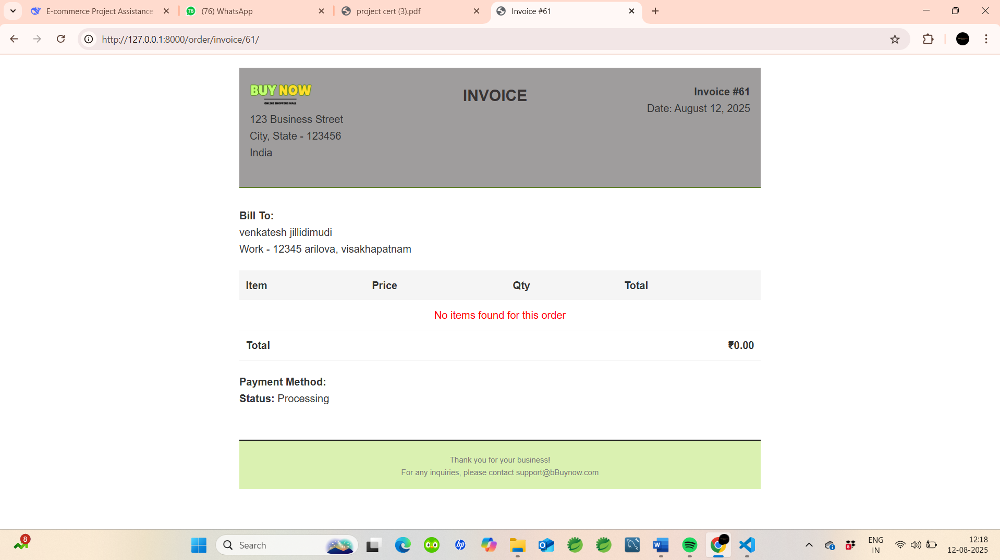 E-commerce Project Assistance
(76) WhatsApp
project cert (3).pdf
Invoice #61
http://127.0.0.1:8000/order/invoice/61/
BUY NOW
ONLINE SHOPPING MALL
123 Business Street
City, State - 123456
India
INVOICE
Invoice #61
Date: August 12, 2025
Bill To:
venkatesh jillidimudi
Work - 12345 arilova, visakhapatnam
Item Price Qty Total
No items found for this order
Total ₹0.00
Payment Method:
Status: Processing
Thank you for your business!
For any inquiries, please contact support@bBuynow.com
8
Search
ENG
IN
12:18
12-08-2025